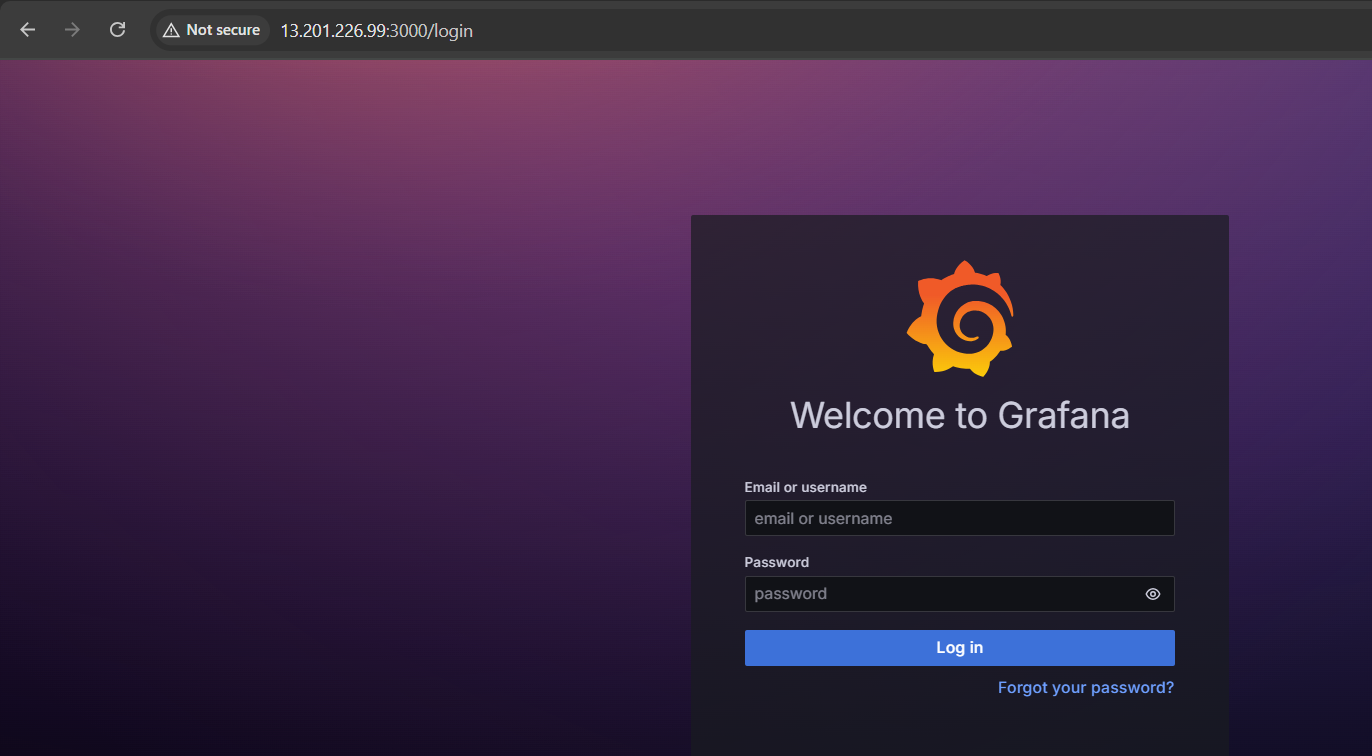 Not secure 13.201.226.99:3000/login
Welcome to Grafana
Email or username
email or username
Password
password
Log in
Forgot your password?